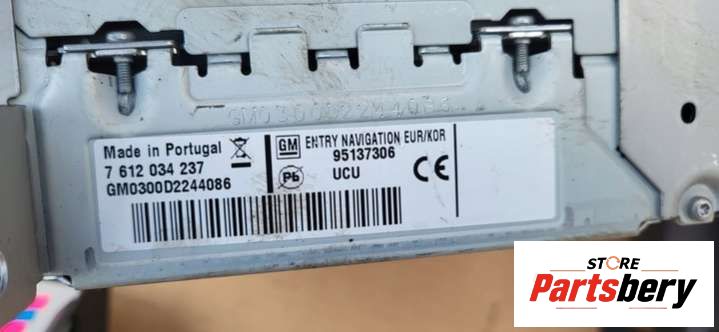 GM0300D2244086
Made in Portugal
7 612 034 237
GM0300D2244086
GM ENTRY NAVIGATION EUR/KOR
95137306
Pb UCU CE
STORE
Partsbery